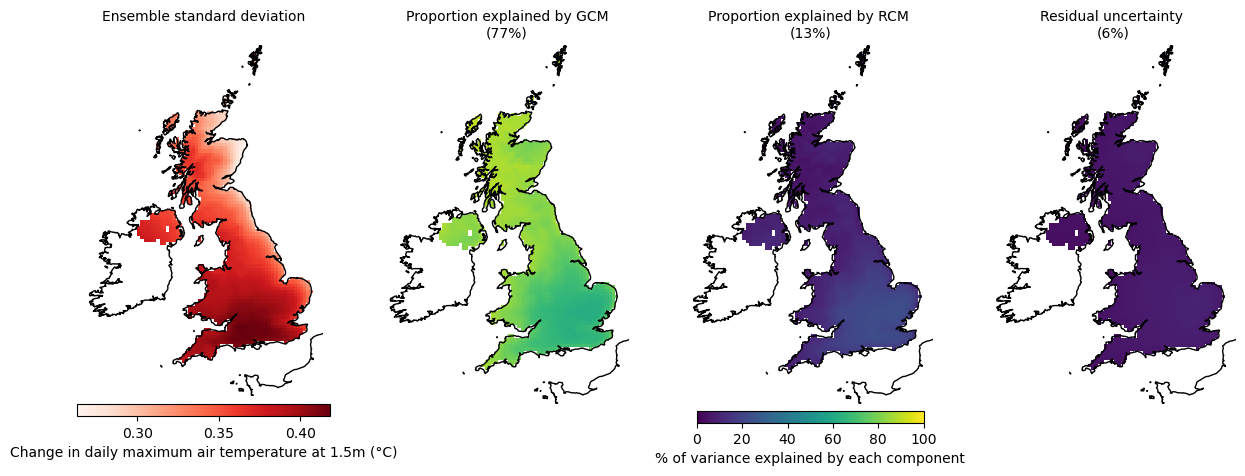 Ensemble standard deviation
Proportion explained by GCM
(77%)
Proportion explained by RCM
(13%)
Residual uncertainty
(6%)
0.30 0.35 0.40
Change in daily maximum air temperature at 1.5m (°C)
0 20 40 60 80 100
% of variance explained by each component